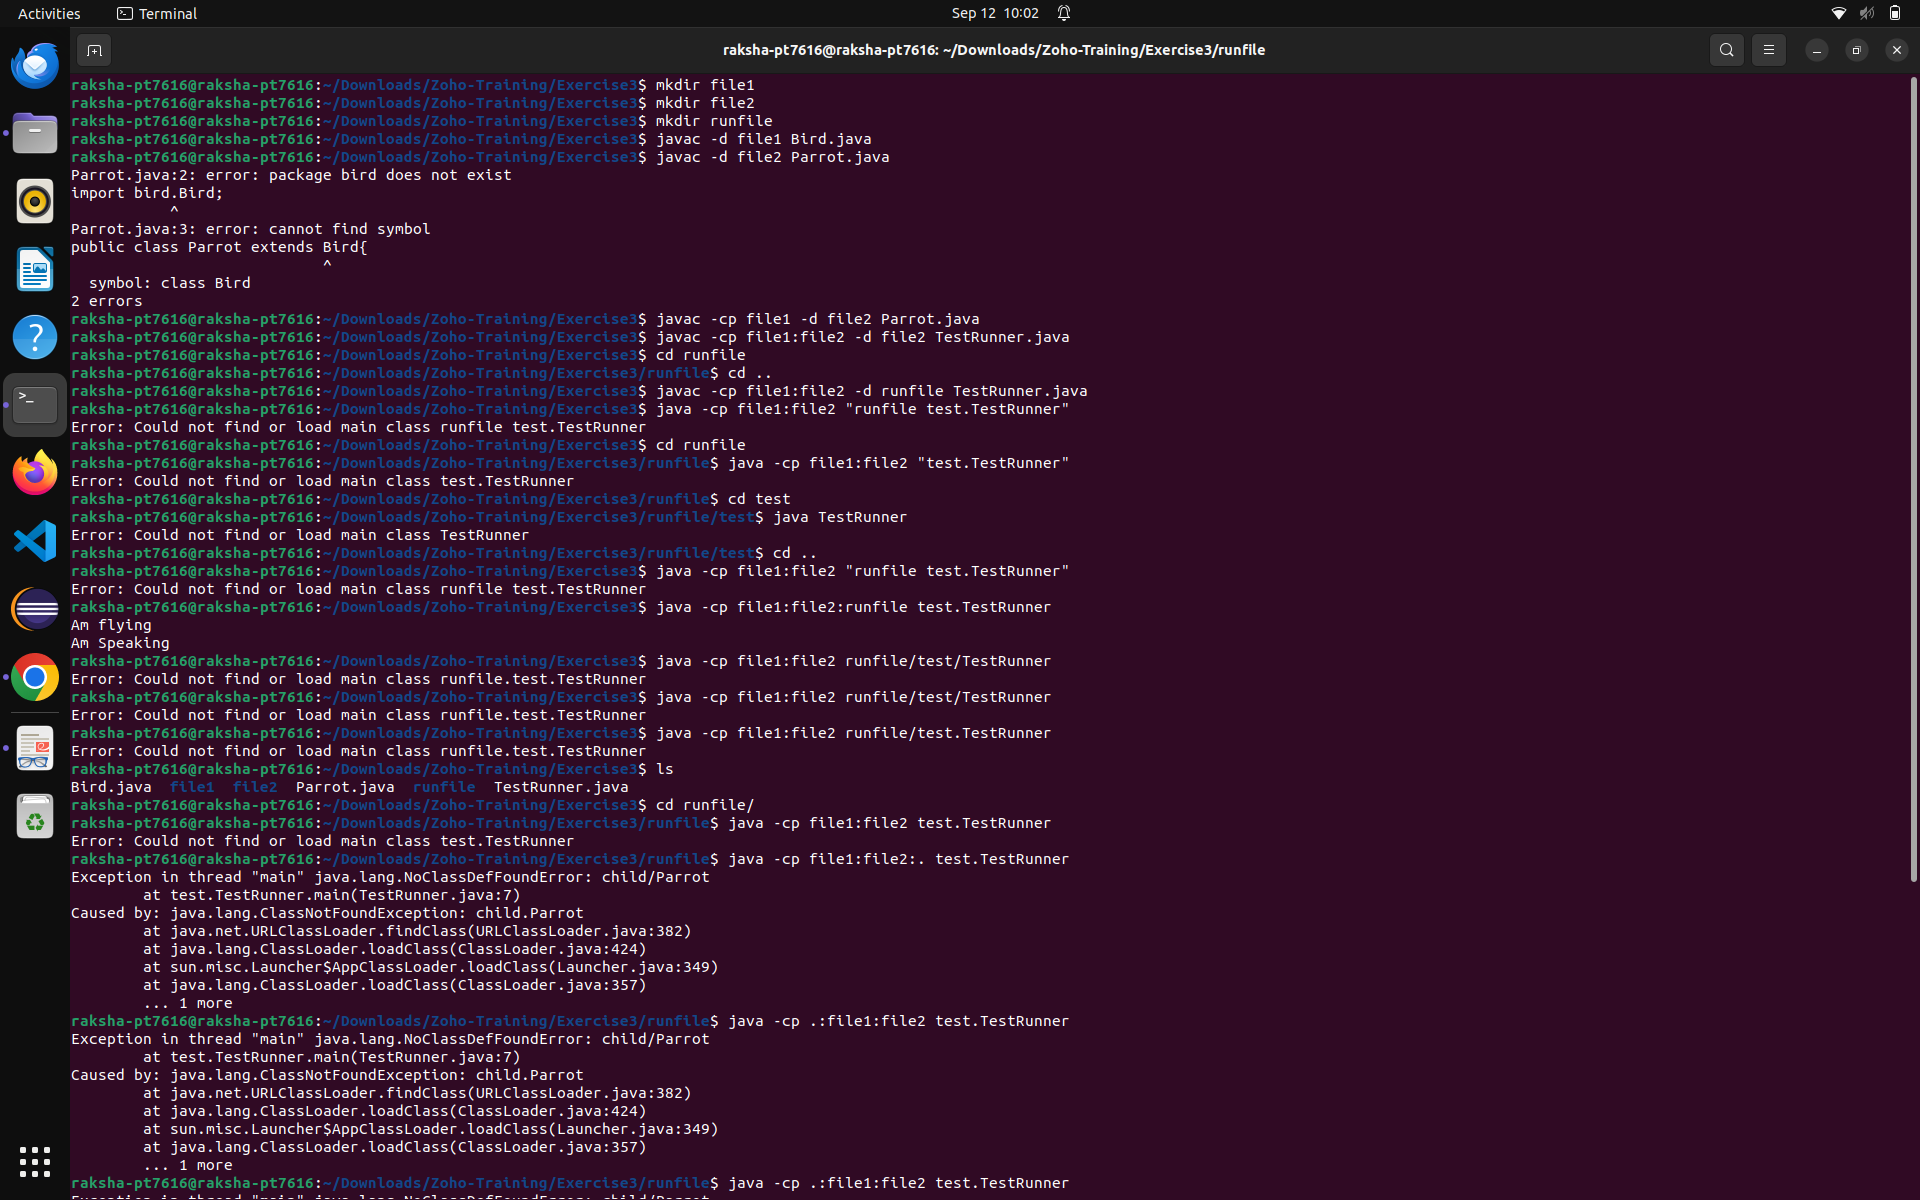 Activities
Terminal
Sep 12 10:02
raksha-pt7616@raksha-pt7616: ~/Downloads/Zoho-Training/Exercise3/runfile
raksha-pt7616@raksha-pt7616:~/Downloads/Zoho-Training/Exercise3$ mkdir file1
raksha-pt7616@raksha-pt7616:~/Downloads/Zoho-Training/Exercise3$ mkdir file2
raksha-pt7616@raksha-pt7616:~/Downloads/Zoho-Training/Exercise3$ mkdir runfile
raksha-pt7616@raksha-pt7616:~/Downloads/Zoho-Training/Exercise3$ javac -d file1 Bird.java
raksha-pt7616@raksha-pt7616:~/Downloads/Zoho-Training/Exercise3$ javac -d file2 Parrot.java
Parrot.java:2: error: package bird does not exist
import bird.Bird;
           ^
Parrot.java:3: error: cannot find symbol
public class Parrot extends Bird{
                            ^
  symbol: class Bird
2 errors
raksha-pt7616@raksha-pt7616:~/Downloads/Zoho-Training/Exercise3$ javac -cp file1 -d file2 Parrot.java
raksha-pt7616@raksha-pt7616:~/Downloads/Zoho-Training/Exercise3$ javac -cp file1:file2 -d file2 TestRunner.java
raksha-pt7616@raksha-pt7616:~/Downloads/Zoho-Training/Exercise3$ cd runfile
raksha-pt7616@raksha-pt7616:~/Downloads/Zoho-Training/Exercise3/runfile$ cd ..
raksha-pt7616@raksha-pt7616:~/Downloads/Zoho-Training/Exercise3$ javac -cp file1:file2 -d runfile TestRunner.java
raksha-pt7616@raksha-pt7616:~/Downloads/Zoho-Training/Exercise3$ java -cp file1:file2 "runfile test.TestRunner"
Error: Could not find or load main class runfile test.TestRunner
raksha-pt7616@raksha-pt7616:~/Downloads/Zoho-Training/Exercise3$ cd runfile
raksha-pt7616@raksha-pt7616:~/Downloads/Zoho-Training/Exercise3/runfile$ java -cp file1:file2 "test.TestRunner"
Error: Could not find or load main class test.TestRunner
raksha-pt7616@raksha-pt7616:~/Downloads/Zoho-Training/Exercise3/runfile$ cd test
raksha-pt7616@raksha-pt7616:~/Downloads/Zoho-Training/Exercise3/runfile/test$ java TestRunner
Error: Could not find or load main class TestRunner
raksha-pt7616@raksha-pt7616:~/Downloads/Zoho-Training/Exercise3/runfile/test$ cd ..
raksha-pt7616@raksha-pt7616:~/Downloads/Zoho-Training/Exercise3$ java -cp file1:file2 "runfile test.TestRunner"
Error: Could not find or load main class runfile test.TestRunner
raksha-pt7616@raksha-pt7616:~/Downloads/Zoho-Training/Exercise3$ java -cp file1:file2:runfile test.TestRunner
Am flying
Am Speaking
raksha-pt7616@raksha-pt7616:~/Downloads/Zoho-Training/Exercise3$ java -cp file1:file2 runfile/test/TestRunner
Error: Could not find or load main class runfile.test.TestRunner
raksha-pt7616@raksha-pt7616:~/Downloads/Zoho-Training/Exercise3$ java -cp file1:file2 runfile/test/TestRunner
Error: Could not find or load main class runfile.test.TestRunner
raksha-pt7616@raksha-pt7616:~/Downloads/Zoho-Training/Exercise3$ java -cp file1:file2 runfile/test.TestRunner
Error: Could not find or load main class runfile.test.TestRunner
raksha-pt7616@raksha-pt7616:~/Downloads/Zoho-Training/Exercise3$ ls
Bird.java  file1  file2  Parrot.java  runfile  TestRunner.java
raksha-pt7616@raksha-pt7616:~/Downloads/Zoho-Training/Exercise3$ cd runfile/
raksha-pt7616@raksha-pt7616:~/Downloads/Zoho-Training/Exercise3/runfile$ java -cp file1:file2 test.TestRunner
Error: Could not find or load main class test.TestRunner
raksha-pt7616@raksha-pt7616:~/Downloads/Zoho-Training/Exercise3/runfile$ java -cp file1:file2:. test.TestRunner
Exception in thread "main" java.lang.NoClassDefFoundError: child/Parrot
        at test.TestRunner.main(TestRunner.java:7)
Caused by: java.lang.ClassNotFoundException: child.Parrot
        at java.net.URLClassLoader.findClass(URLClassLoader.java:382)
        at java.lang.ClassLoader.loadClass(ClassLoader.java:424)
        at sun.misc.Launcher$AppClassLoader.loadClass(Launcher.java:349)
        at java.lang.ClassLoader.loadClass(ClassLoader.java:357)
        ... 1 more
raksha-pt7616@raksha-pt7616:~/Downloads/Zoho-Training/Exercise3/runfile$ java -cp .:file1:file2 test.TestRunner
Exception in thread "main" java.lang.NoClassDefFoundError: child/Parrot
        at test.TestRunner.main(TestRunner.java:7)
Caused by: java.lang.ClassNotFoundException: child.Parrot
        at java.net.URLClassLoader.findClass(URLClassLoader.java:382)
        at java.lang.ClassLoader.loadClass(ClassLoader.java:424)
        at sun.misc.Launcher$AppClassLoader.loadClass(Launcher.java:349)
        at java.lang.ClassLoader.loadClass(ClassLoader.java:357)
        ... 1 more
raksha-pt7616@raksha-pt7616:~/Downloads/Zoho-Training/Exercise3/runfile$ java -cp .:file1:file2 test.TestRunner